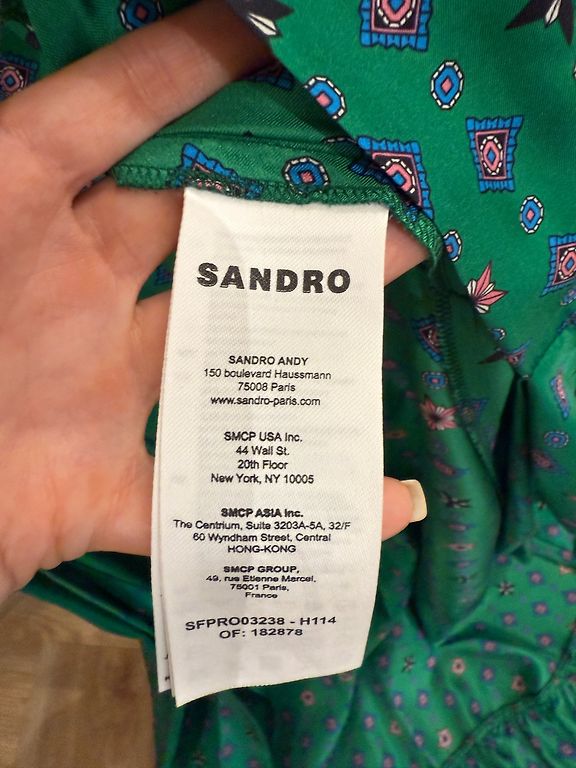 SANDRO
SANDRO ANDY
150 boulevard Haussmann
75008 Paris
www.sandro-paris.com
SMCP USA Inc.
44 Wall St.
20th Floor
New York, NY 10005
SMCP ASIA Inc.
The Centrium, Suite 3203A-5A, 32/F
60 Wyndham Street, Central
HONG-KONG
SMCP GROUP,
49, rue Etienne Marcel,
75001 Paris,
France
SFPRO03238 - H114
OF: 182878